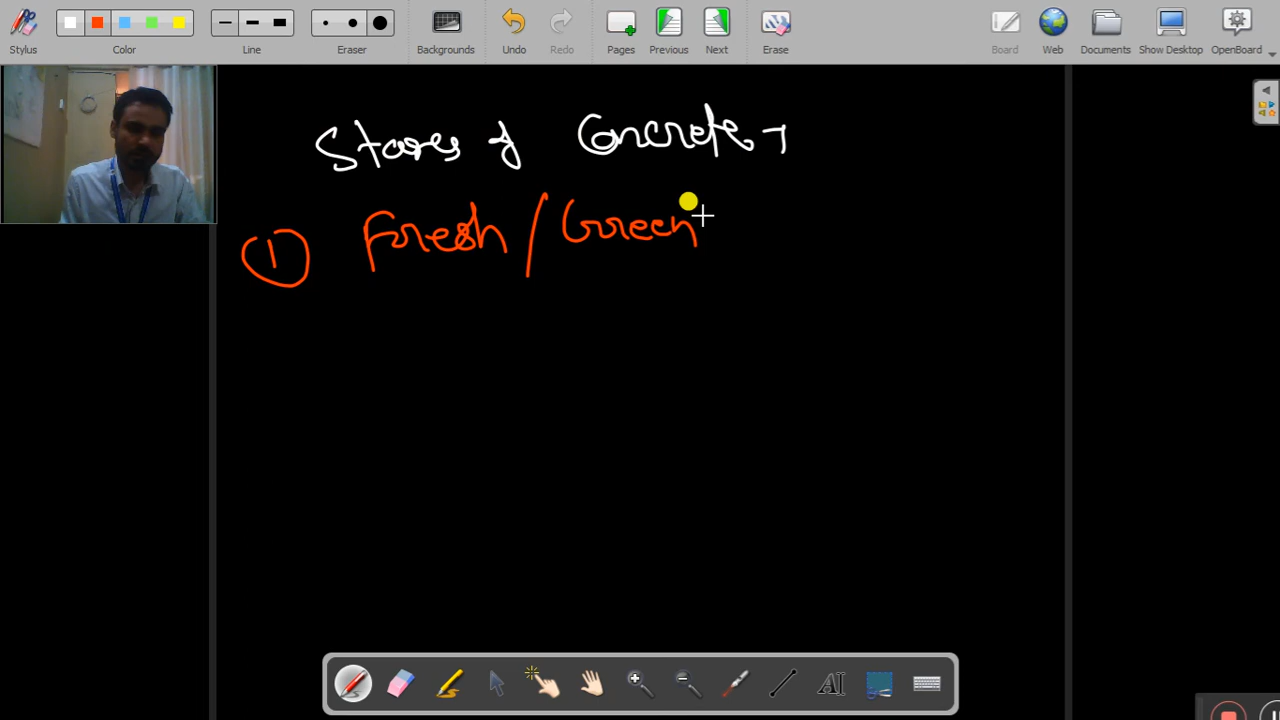 Stylus Color Line Eraser Backgrounds Undo Redo Pages Previous Next Erase Board Web Documents Show Desktop OpenBoard
Stages of Concrete
1 Fresh / Green
AI